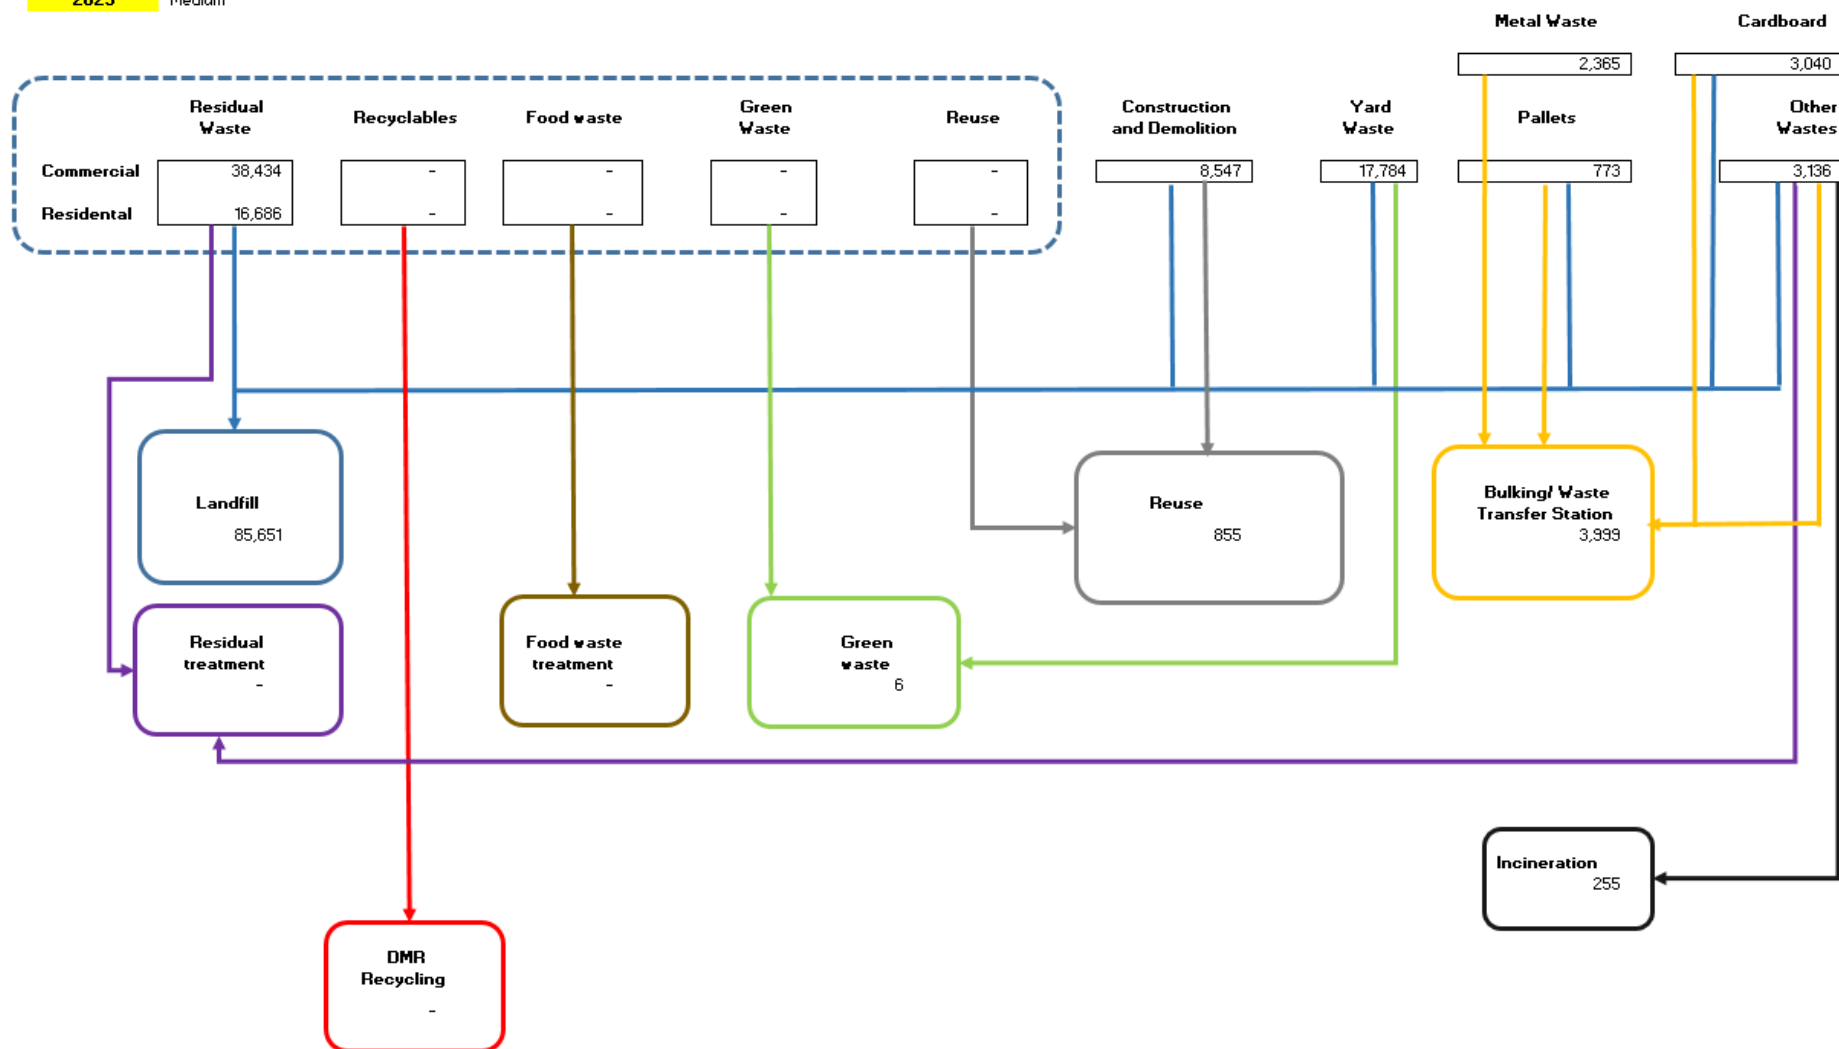 2025 Medium
Metal Waste Cardboard
2,365 3,040
Residual Waste
Recyclables
Food waste
Green Waste
Reuse
Construction and Demolition
Yard Waste
Pallets
Other Wastes
Commercial 38,434 - - - - 8,547 17,784 773 3,136
Residental 16,686 - - - -
Landfill
85,651
Reuse
855
Bulking/ Waste
Transfer Station
3,999
Residual
treatment
-
Food waste
treatment
-
Green
waste
6
Incineration
255
DMR
Recycling
-